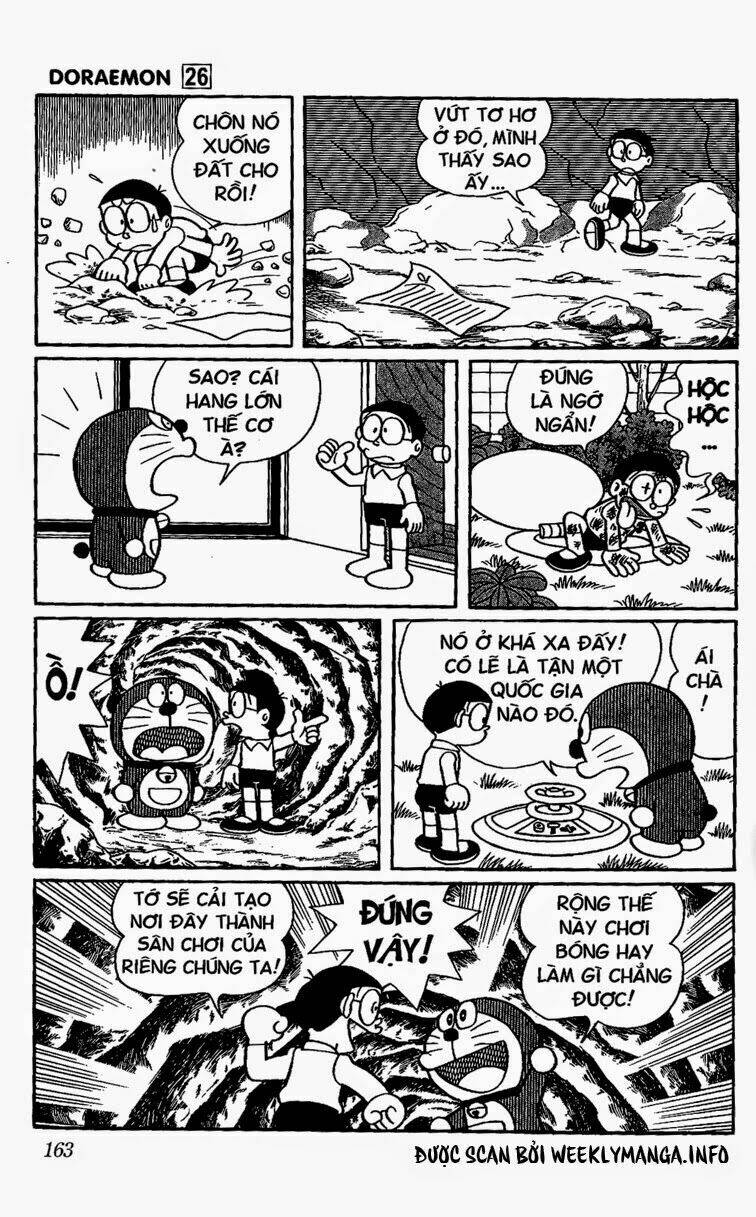 DORAEMON 26
CHÔN NÓ
XUỐNG
ĐẤT CHO
RỒI!
VỨT TƠ HƠ
Ở ĐÓ, MÌNH
THẤY SAO
ẤY...
SAO? CÁI
HANG LỚN
THẾ CƠ
À?
ĐÚNG
LÀ NGỚ
NGẨN!
HỘC
HỘC
...
Ồ!
NÓ Ở KHÁ XA ĐẤY!
CÓ LẼ LÀ TẬN MỘT
QUỐC GIA
NÀO ĐÓ.
ÁI
CHÀ
!
TỚ SẼ CẢI TẠO
NƠI ĐÂY THÀNH
SÂN CHƠI CỦA
RIÊNG CHÚNG TA!
ĐÚNG
VẬY!
RỘNG THẾ
NÀY CHƠI
BÓNG HAY
LÀM GÌ CHẲNG
ĐƯỢC!
163
ĐƯỢC SCAN BỞI WEEKLYMANGA.INFO